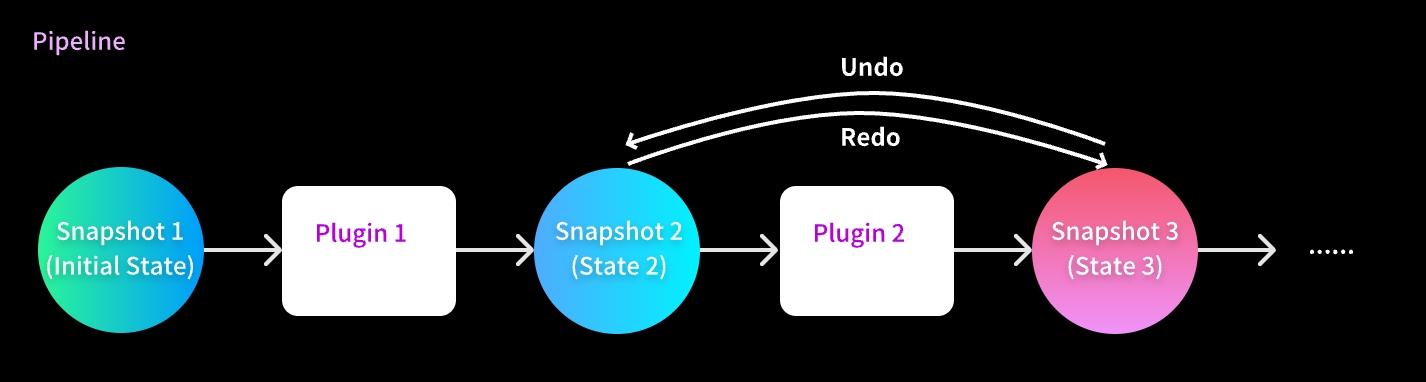 Pipeline
Undo
Redo
Snapshot 1
(Initial State)
Plugin 1
Snapshot 2
(State 2)
Plugin 2
Snapshot 3
(State 3)
......